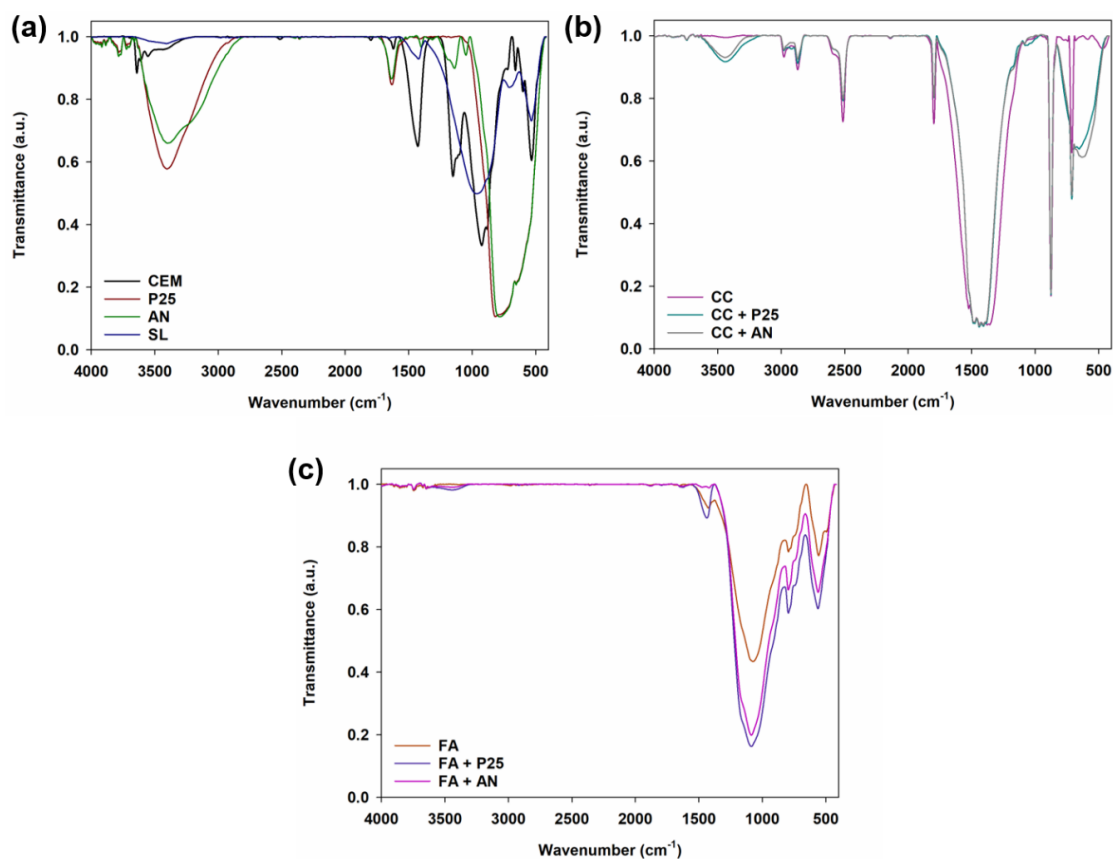 (a)
Transmittance (a.u.)
1.0
0.8
0.6
0.4
0.2
0.0
CEM
P25
AN
SL
4000 3500 3000 2500 2000 1500 1000 500
Wavenumber (cm-1)
(b)
Transmittance (a.u.)
1.0
0.8
0.6
0.4
0.2
0.0
CC
CC + P25
CC + AN
4000 3500 3000 2500 2000 1500 1000 500
Wavenumber (cm-1)
(c)
Transmittance (a.u.)
1.0
0.8
0.6
0.4
0.2
0.0
FA
FA + P25
FA + AN
4000 3500 3000 2500 2000 1500 1000 500
Wavenumber (cm-1)